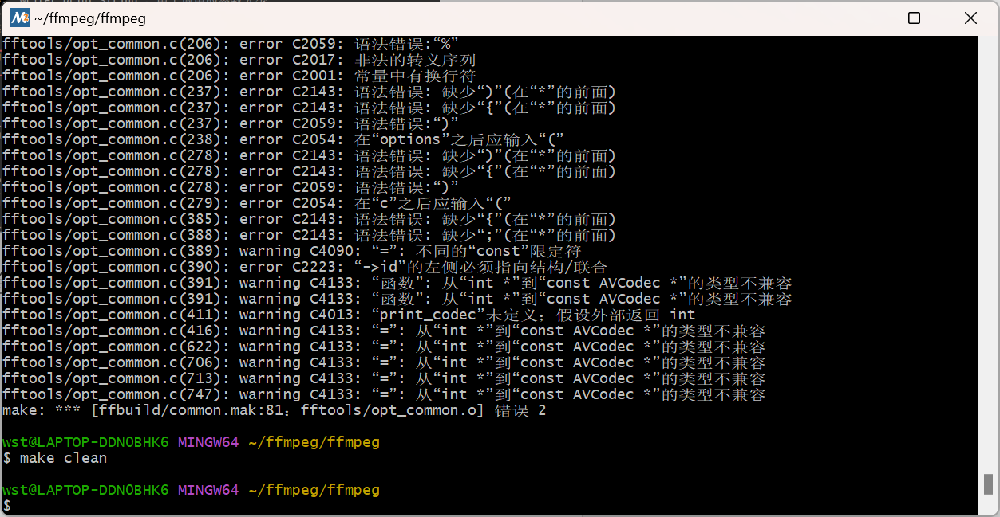 ~/ffmpeg/ffmpeg
fftools/opt_common.c(206): error C2059: 语法错误:“%”
fftools/opt_common.c(206): error C2017: 非法的转义序列
fftools/opt_common.c(206): error C2001: 常量中有换行符
fftools/opt_common.c(237): error C2143: 语法错误: 缺少“)”(在“*”的前面)
fftools/opt_common.c(237): error C2143: 语法错误: 缺少“{”(在“*”的前面)
fftools/opt_common.c(237): error C2059: 语法错误:“)”
fftools/opt_common.c(238): error C2054: 在“options”之后应输入“(”
fftools/opt_common.c(278): error C2143: 语法错误: 缺少“)”(在“*”的前面)
fftools/opt_common.c(278): error C2143: 语法错误: 缺少“{”(在“*”的前面)
fftools/opt_common.c(278): error C2059: 语法错误:“)”
fftools/opt_common.c(279): error C2054: 在“c”之后应输入“(”
fftools/opt_common.c(385): error C2143: 语法错误: 缺少“{”(在“*”的前面)
fftools/opt_common.c(388): error C2143: 语法错误: 缺少“;”(在“*”的前面)
fftools/opt_common.c(389): warning C4090: “=”: 不同的“const”限定符
fftools/opt_common.c(390): error C2223: “->id”的左侧必须指向结构/联合
fftools/opt_common.c(391): warning C4133: “函数”: 从“int *”到“const AVCodec *”的类型不兼容
fftools/opt_common.c(391): warning C4133: “函数”: 从“int *”到“const AVCodec *”的类型不兼容
fftools/opt_common.c(411): warning C4013: “print_codec”未定义；假设外部返回 int
fftools/opt_common.c(416): warning C4133: “=”: 从“int *”到“const AVCodec *”的类型不兼容
fftools/opt_common.c(622): warning C4133: “=”: 从“int *”到“const AVCodec *”的类型不兼容
fftools/opt_common.c(706): warning C4133: “=”: 从“int *”到“const AVCodec *”的类型不兼容
fftools/opt_common.c(713): warning C4133: “=”: 从“int *”到“const AVCodec *”的类型不兼容
fftools/opt_common.c(747): warning C4133: “=”: 从“int *”到“const AVCodec *”的类型不兼容
make: *** [ffbuild/common.mak:81：fftools/opt_common.o] 错误 2
wst@LAPTOP-DDN0BHK6 MINGW64 ~/ffmpeg/ffmpeg
$ make clean
wst@LAPTOP-DDN0BHK6 MINGW64 ~/ffmpeg/ffmpeg
$